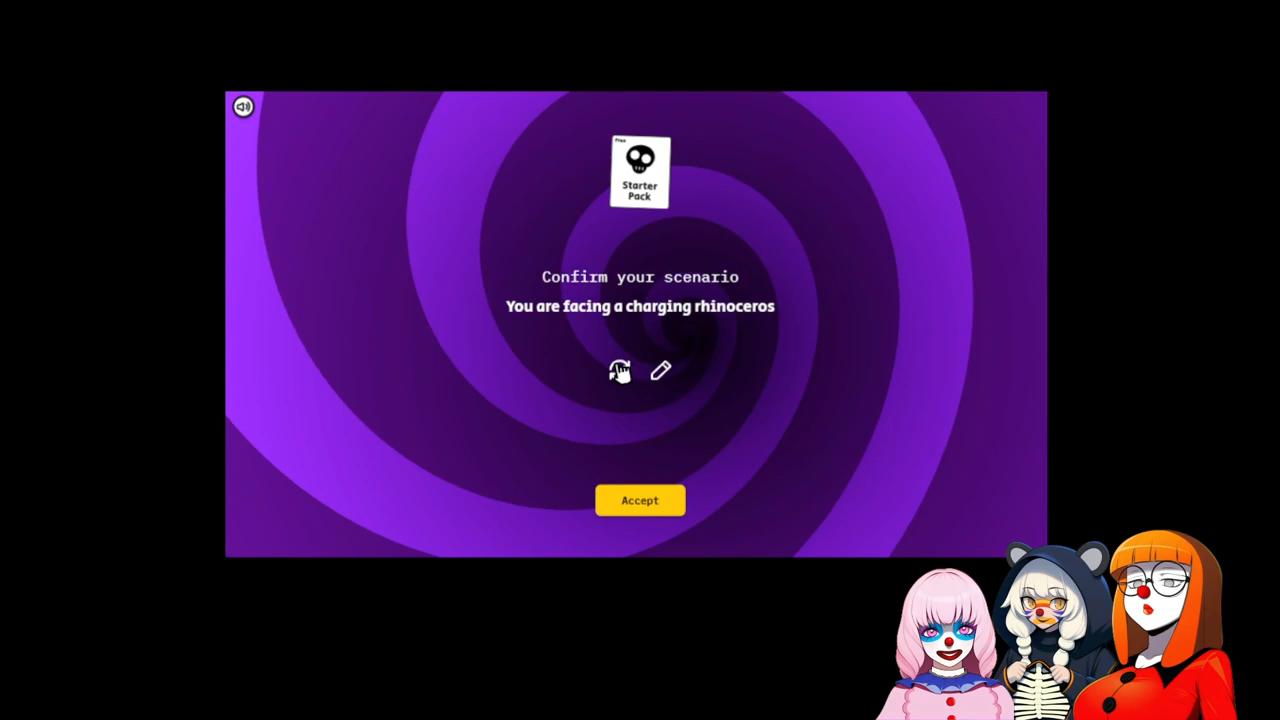 Free
Starter
Pack
Confirm your scenario
You are facing a charging rhinoceros
Accept